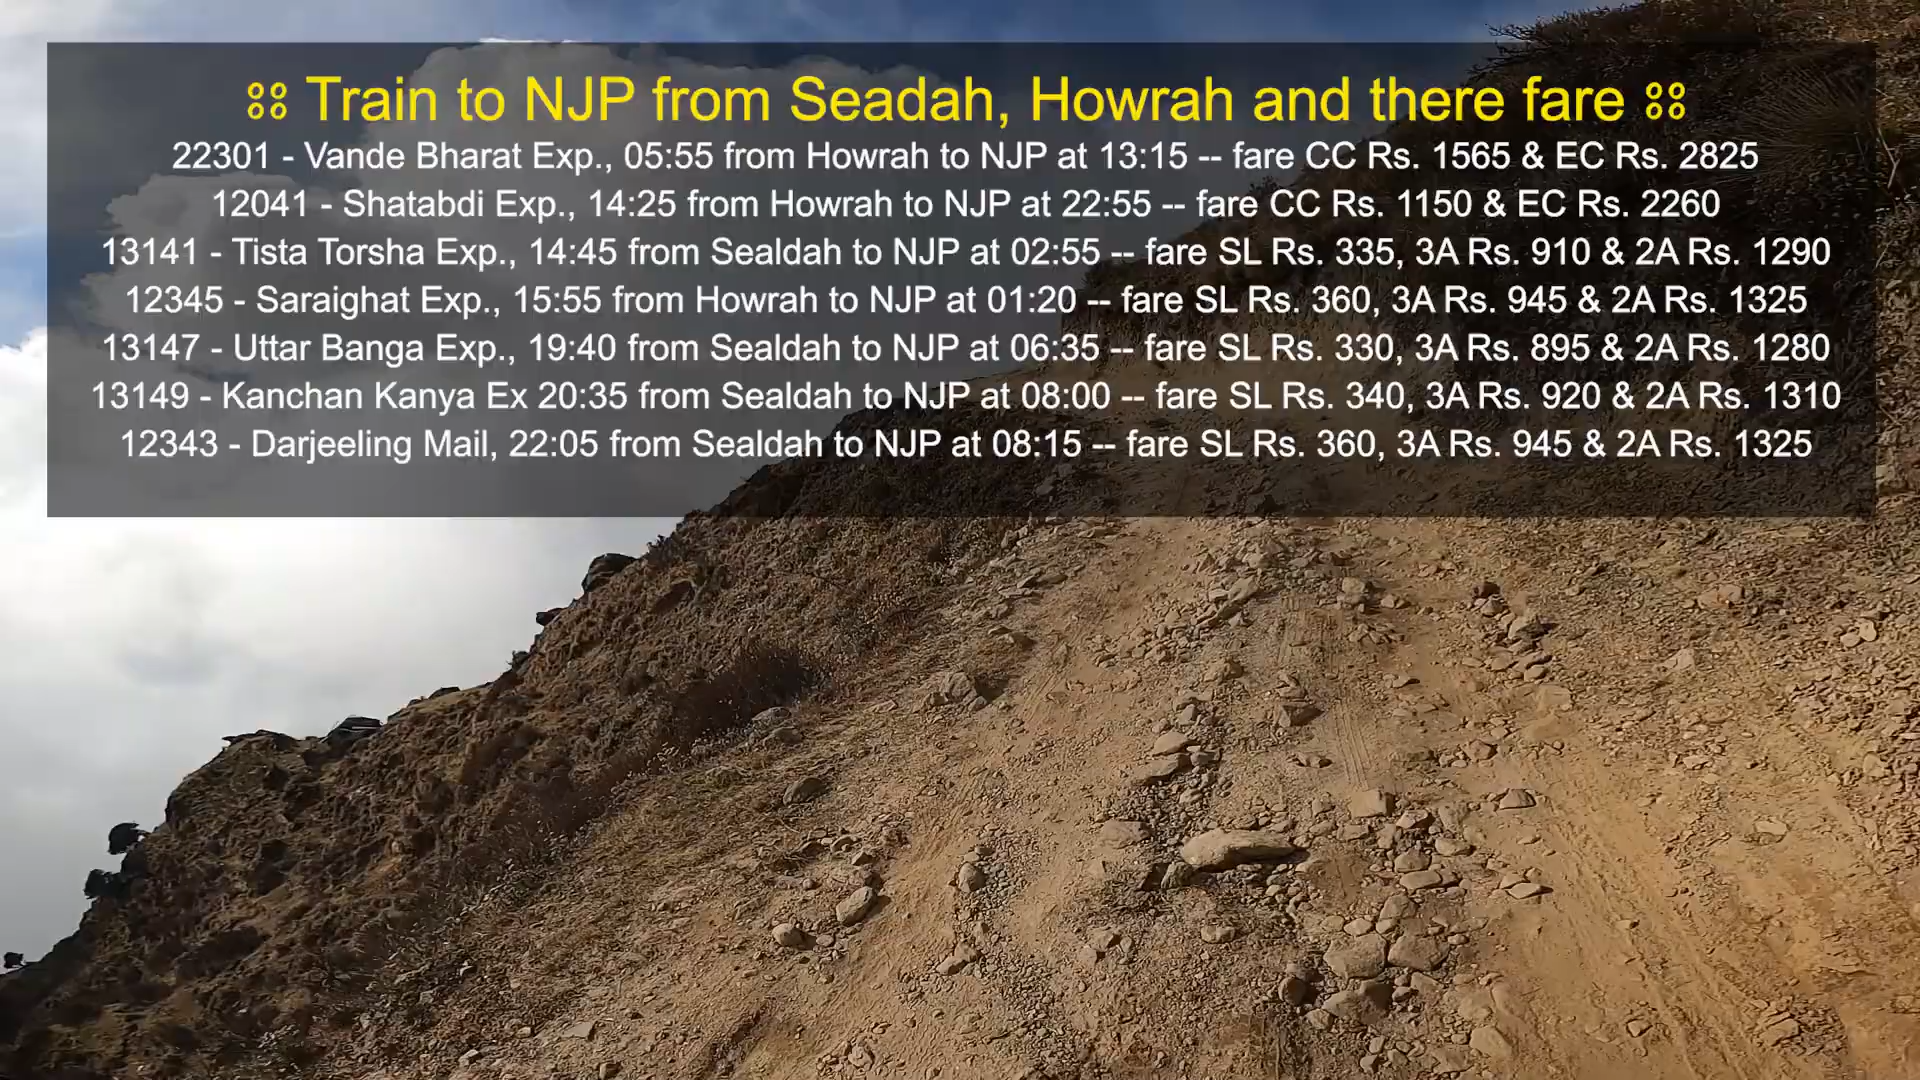 ⠿ Train to NJP from Seadah, Howrah and there fare ⠿
22301 - Vande Bharat Exp., 05:55 from Howrah to NJP at 13:15 -- fare CC Rs. 1565 & EC Rs. 2825
12041 - Shatabdi Exp., 14:25 from Howrah to NJP at 22:55 -- fare CC Rs. 1150 & EC Rs. 2260
13141 - Tista Torsha Exp., 14:45 from Sealdah to NJP at 02:55 -- fare SL Rs. 335, 3A Rs. 910 & 2A Rs. 1290
12345 - Saraighat Exp., 15:55 from Howrah to NJP at 01:20 -- fare SL Rs. 360, 3A Rs. 945 & 2A Rs. 1325
13147 - Uttar Banga Exp., 19:40 from Sealdah to NJP at 06:35 -- fare SL Rs. 330, 3A Rs. 895 & 2A Rs. 1280
13149 - Kanchan Kanya Ex 20:35 from Sealdah to NJP at 08:00 -- fare SL Rs. 340, 3A Rs. 920 & 2A Rs. 1310
12343 - Darjeeling Mail, 22:05 from Sealdah to NJP at 08:15 -- fare SL Rs. 360, 3A Rs. 945 & 2A Rs. 1325